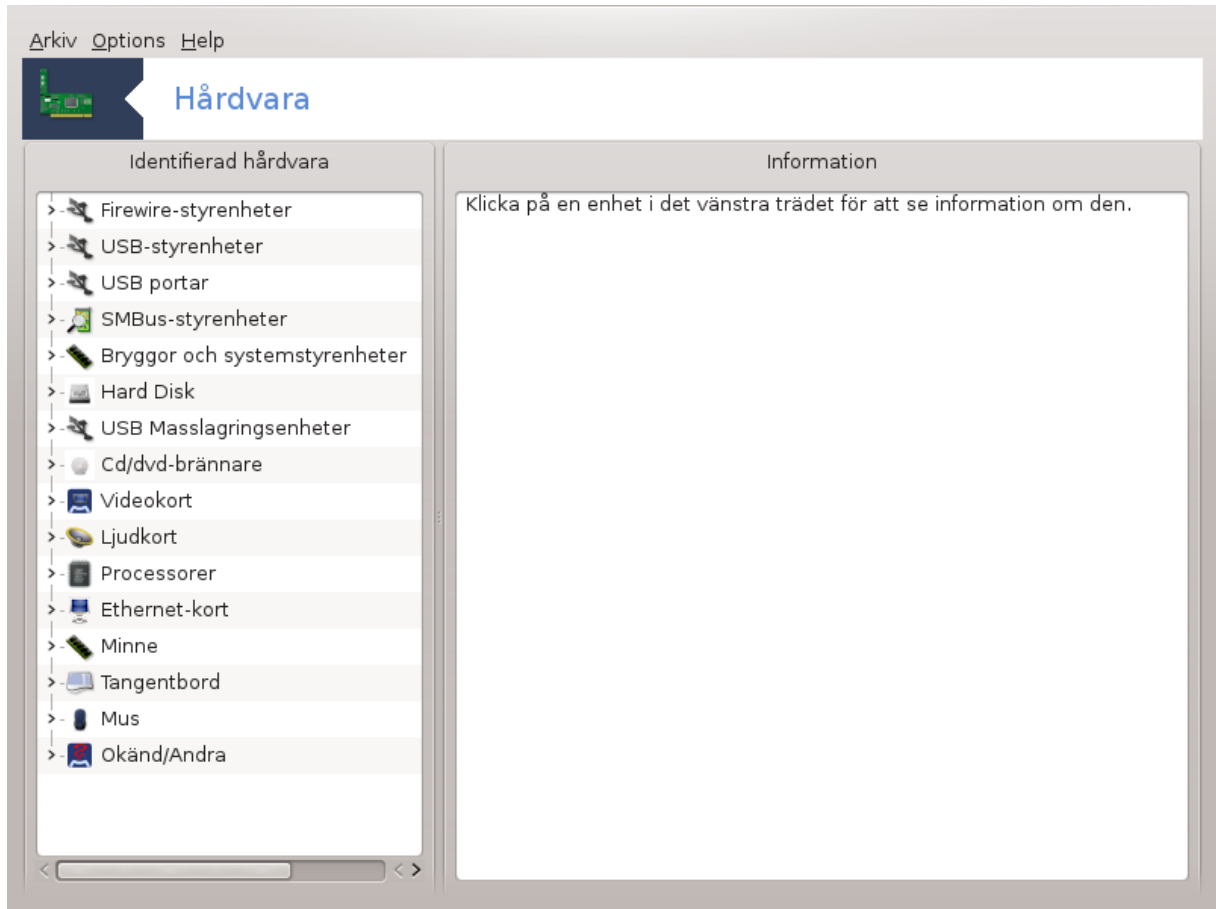 Arkiv Options Help
Hårdvara
Identifierad hårdvara
Firewire-styrenheter
USB-styrenheter
USB portar
SMBus-styrenheter
Bryggor och systemstyrenheter
Hard Disk
USB Masslagringsenheter
Cd/dvd-brännare
Videokort
Ljudkort
Processorer
Ethernet-kort
Minne
Tangentbord
Mus
Okänd/Andra
Information
Klicka på en enhet i det vänstra trädet för att se information om den.